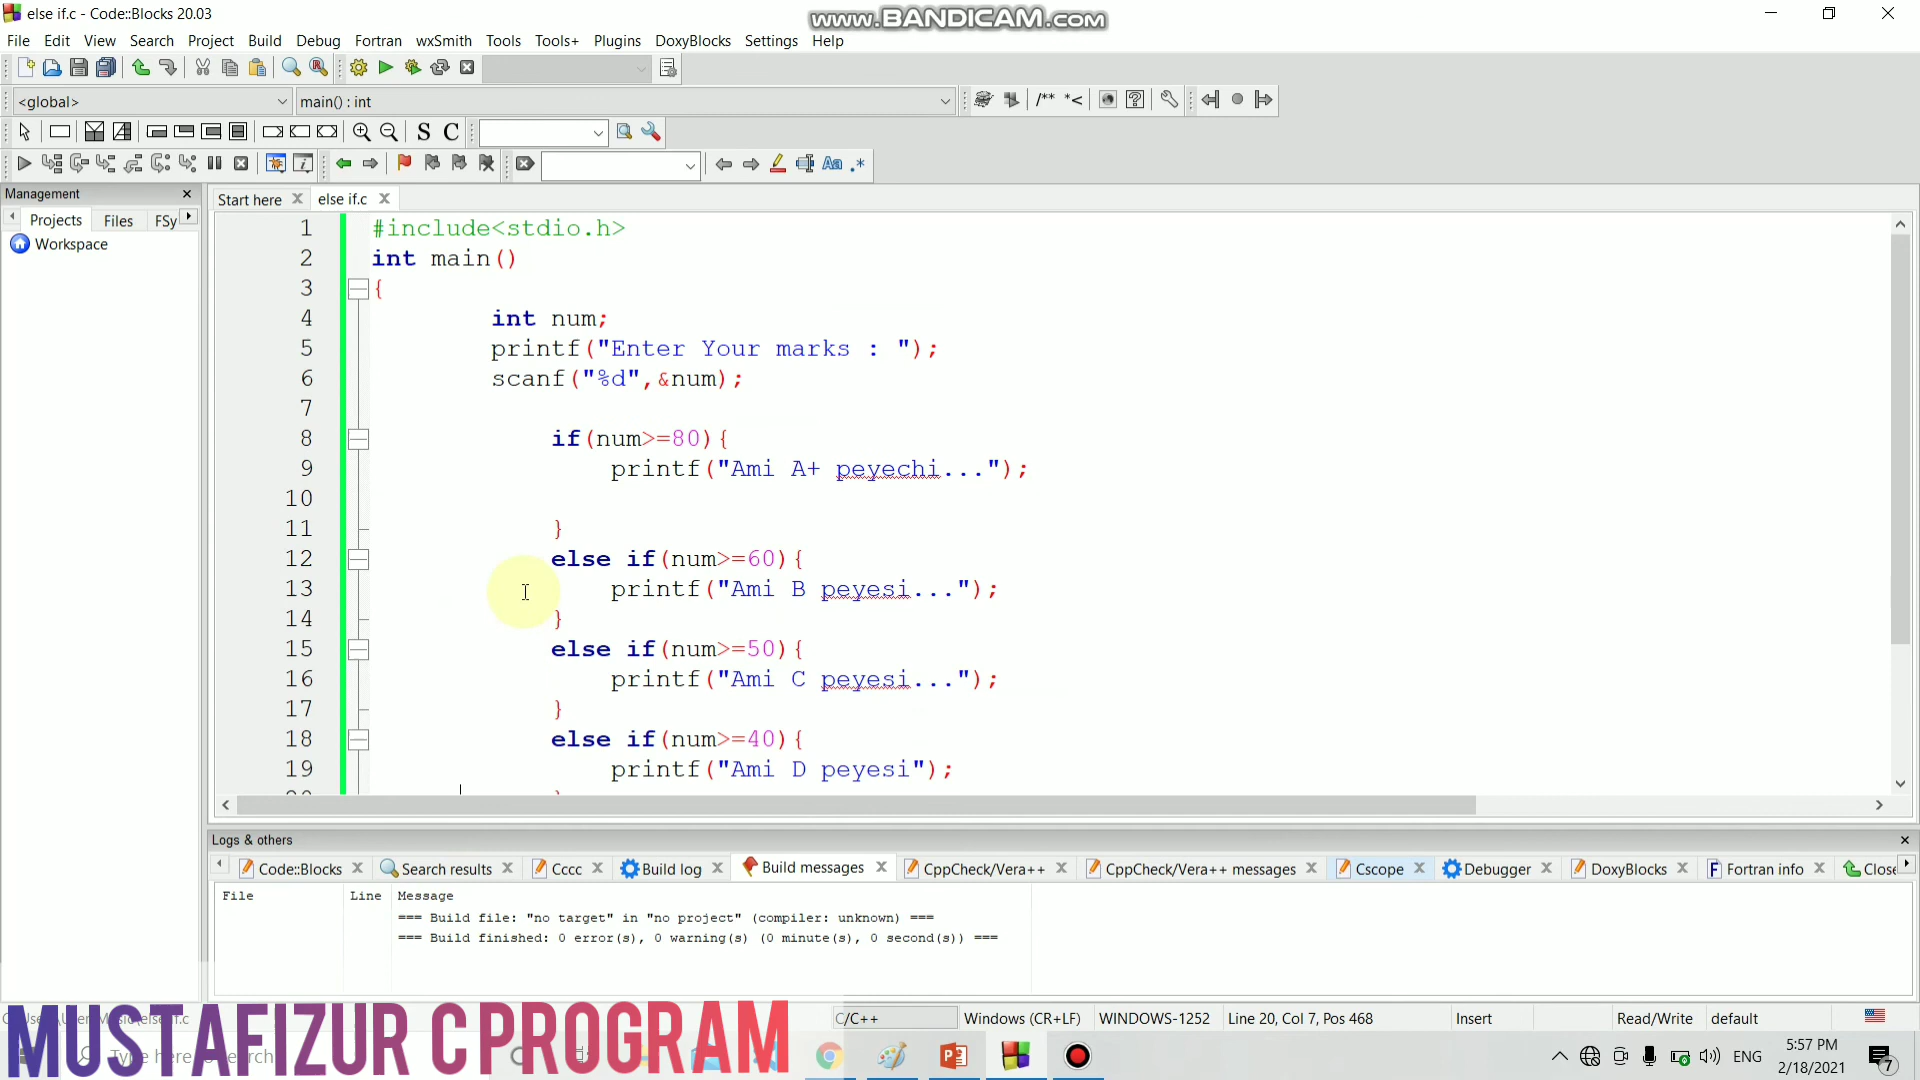 else if.c - Code::Blocks 20.03
www.BANDICAM.com
File Edit View Search Project Build Debug Fortran wxSmith Tools Tools+ Plugins DoxyBlocks Settings Help
<global> main() : int
/** *<
S C
Aa .*
Management
Start here else if.c
Projects Files FSy
Workspace
1 #include<stdio.h>
2 int main()
3 {
4 int num;
5 printf("Enter Your marks : ");
6 scanf("%d",&num);
7
8 if(num>=80){
9 printf("Ami A+ peyechi...");
10
11 }
12 else if(num>=60){
13 printf("Ami B peyesi...");
14 }
15 else if(num>=50){
16 printf("Ami C peyesi...");
17 }
18 else if(num>=40){
19 printf("Ami D peyesi");
20 }
Logs & others
Code::Blocks Search results Cccc Build log Build messages CppCheck/Vera++ CppCheck/Vera++ messages Cscope Debugger DoxyBlocks Fortran info Close
File Line Message
=== Build file: "no target" in "no project" (compiler: unknown) ===
=== Build finished: 0 error(s), 0 warning(s) (0 minute(s), 0 second(s)) ===
C/C++ Windows (CR+LF) WINDOWS-1252 Line 20, Col 7, Pos 468 Insert Read/Write default
MUSTAFIZUR C PROGRAM
Type here to search
ENG
5:57 PM
2/18/2021
7